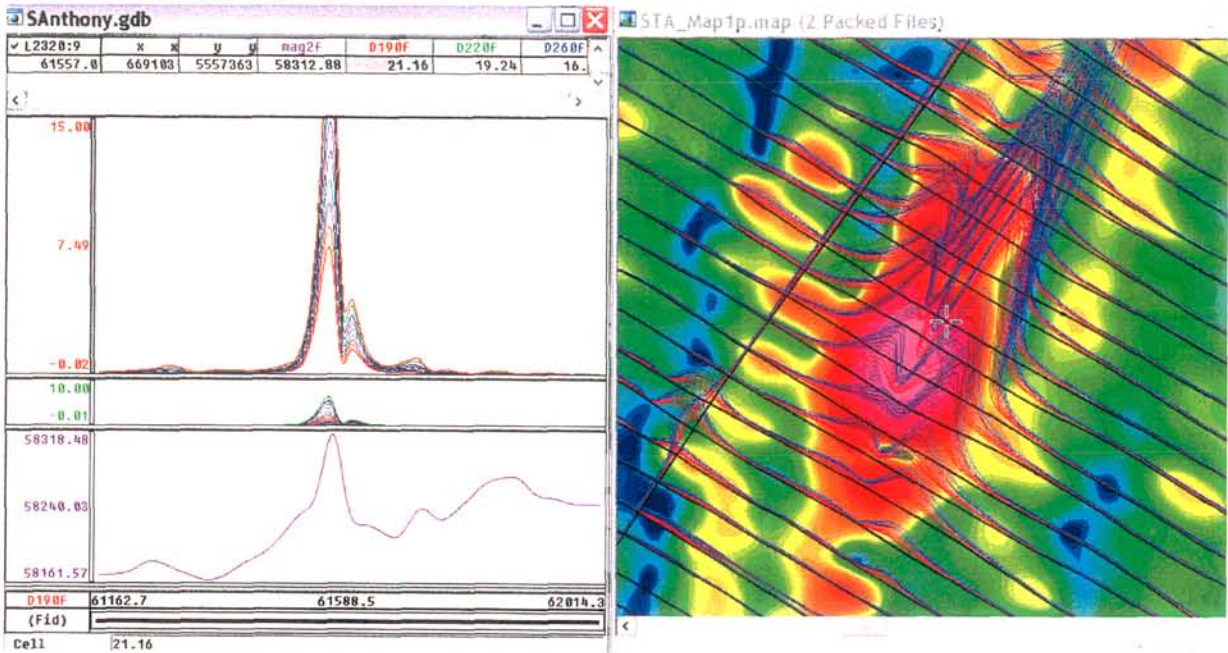 SAnthony.gdb
✓ L2320:9 x x y y mag2F D190F D220F D260F
61557.0 669103 5557363 58312.88 21.16 19.24 16.
15.00
7.49
-0.02
10.00
-0.01
58318.48
58240.03
58161.57
D190F 61162.7 61588.5 62014.3
(Fid)
Cell 21.16
STA_Map1p.map (2 Packed Files)